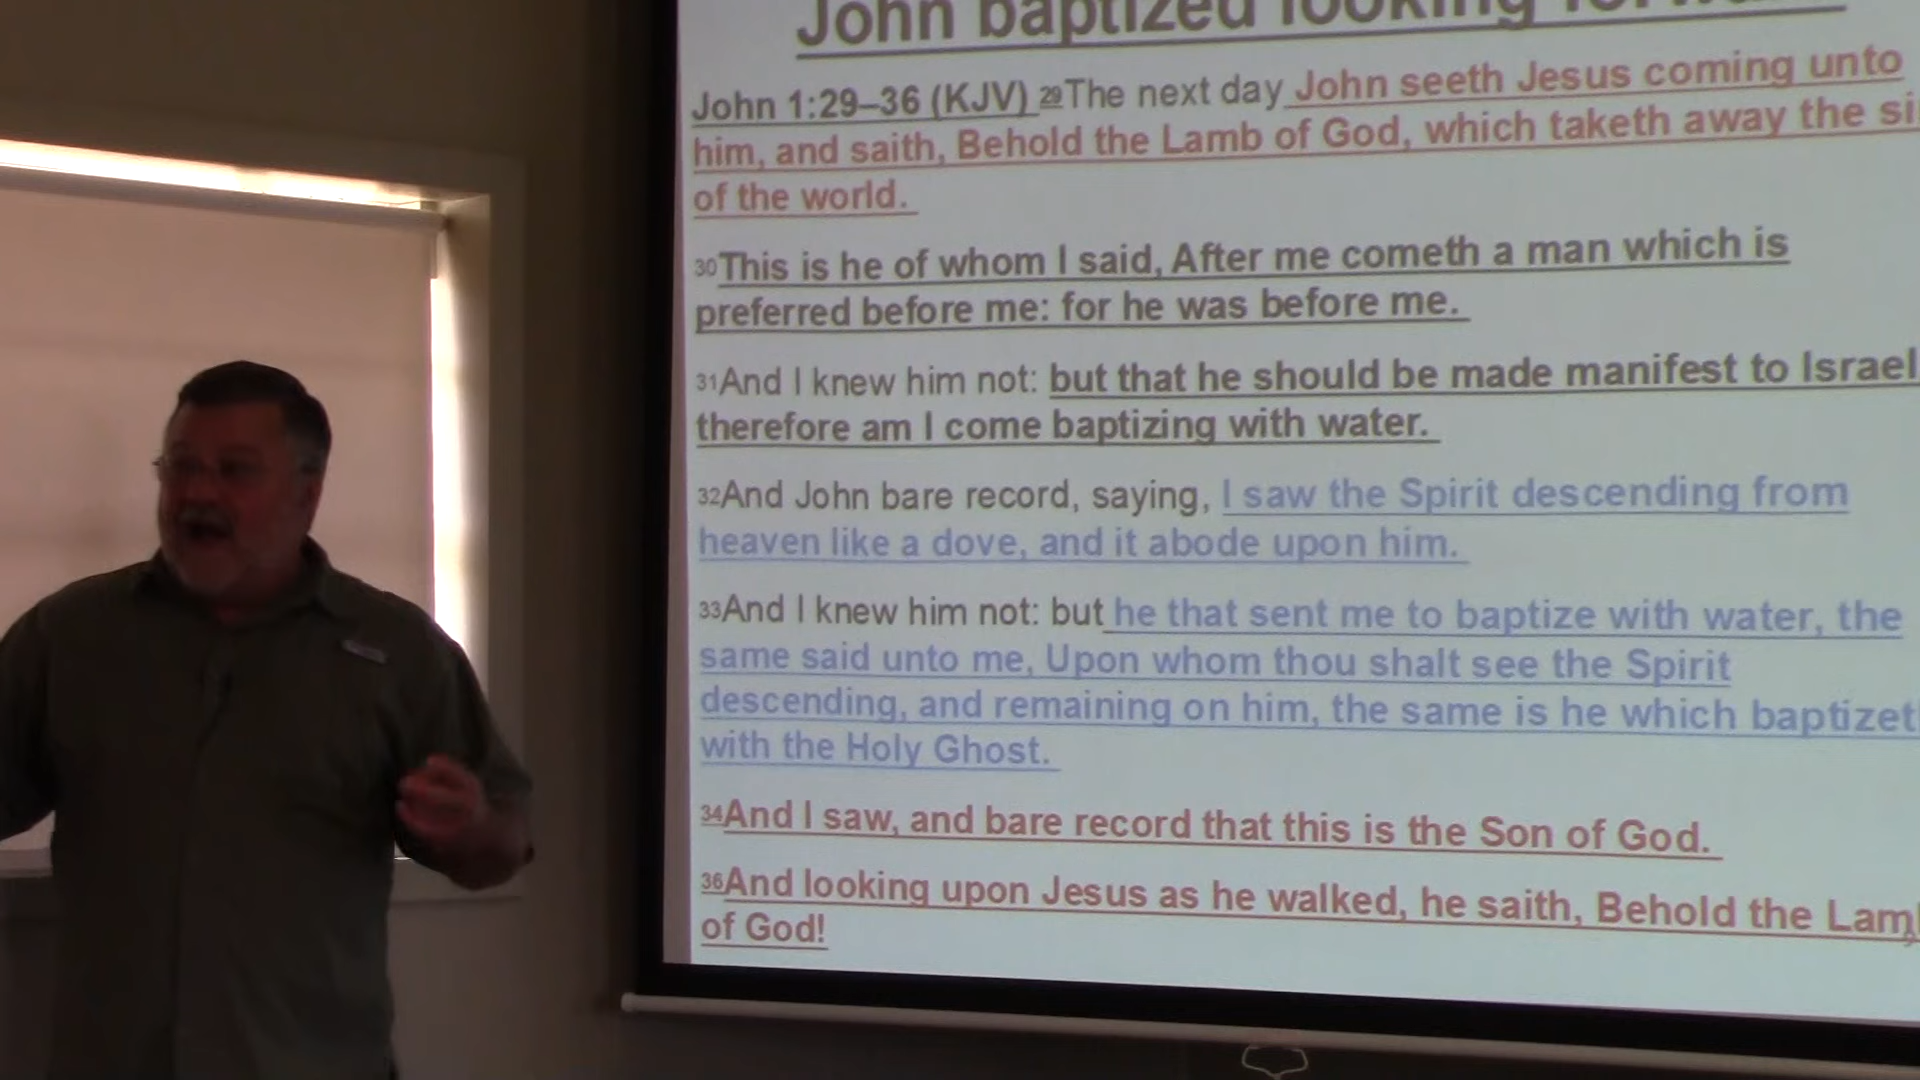 John baptized looking forward
John 1:29–36 (KJV) 29The next day John seeth Jesus coming unto
him, and saith, Behold the Lamb of God, which taketh away the si
of the world.
30This is he of whom I said, After me cometh a man which is
preferred before me: for he was before me.
31And I knew him not: but that he should be made manifest to Israel
therefore am I come baptizing with water.
32And John bare record, saying, I saw the Spirit descending from
heaven like a dove, and it abode upon him.
33And I knew him not: but he that sent me to baptize with water, the
same said unto me, Upon whom thou shalt see the Spirit
descending, and remaining on him, the same is he which baptizet
with the Holy Ghost.
34And I saw, and bare record that this is the Son of God.
36And looking upon Jesus as he walked, he saith, Behold the Lam
of God!